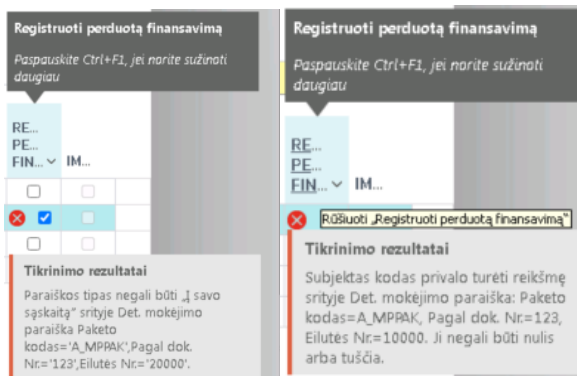 Registruoti perduotą finansavimą
Paspauskite Ctrl+F1, jei norite sužinoti
daugiau
RE...
PE...
FIN... IM...
Tikrinimo rezultatai
Paraiškos tipas negali būti „Į savo
sąskaitą“ srityje Det. mokėjimo
paraiška Paketo
kodas='A_MPPAK',Pagal dok.
Nr.='123',Eilutės Nr.='20000'.
Registruoti perduotą finansavimą
Paspauskite Ctrl+F1, jei norite sužinoti
daugiau
RE...
PE...
FIN... IM...
Rūšiuoti „Registruoti perduotą finansavimą“
Tikrinimo rezultatai
Subjektas kodas privalo turėti reikšmę
srityje Det. mokėjimo paraiška: Paketo
kodas=A_MPPAK, Pagal dok. Nr.=123,
Eilutės Nr.=10000. Ji negali būti nulis
arba tuščia.